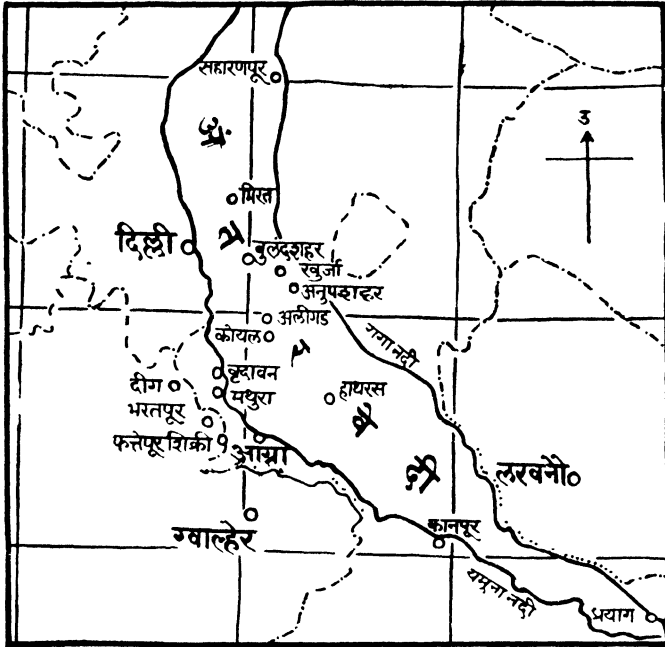 सहारणपूर
उ
मिरत
दिल्ली
बुलंदशहर
खुर्जा
अनुपशहर
अलीगड
कोयल
गंगा नदी
वृंदावन
दीग
मथुरा
हाथरस
भरतपूर
फत्तेपूर शिक्री
आग्रा
लखनौ
ग्वाल्हेर
कानपूर
यमुना नदी
प्रयाग